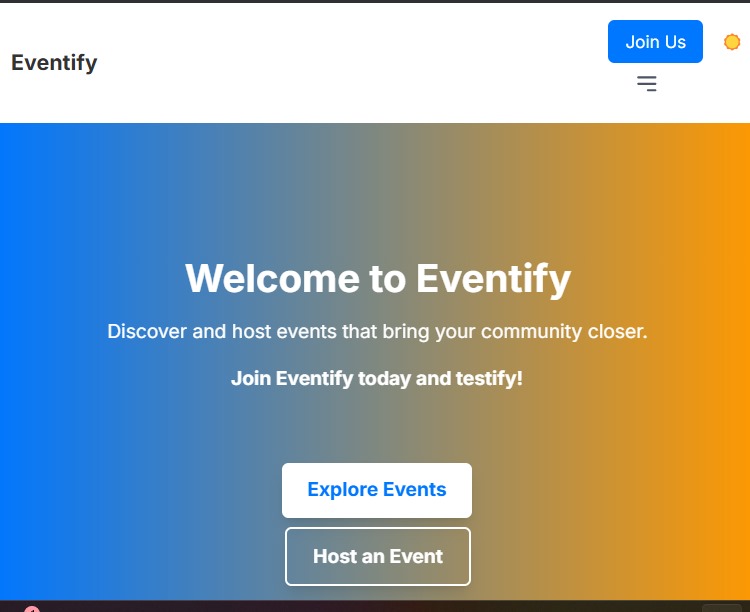 Eventify
Join Us
Welcome to Eventify
Discover and host events that bring your community closer.
Join Eventify today and testify!
Explore Events
Host an Event